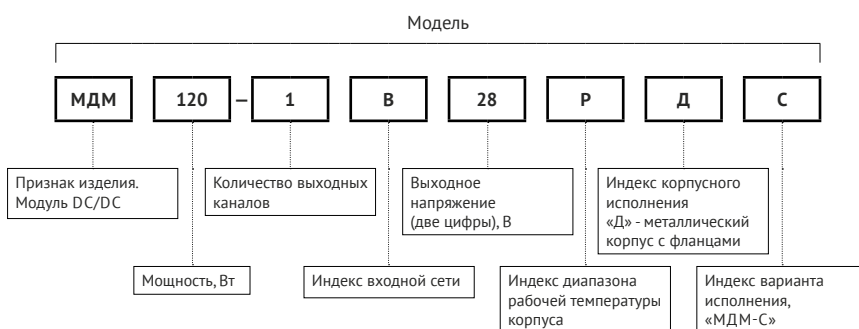 Модель
МДМ 120 – 1 В 28 Р Д С
Признак изделия.
Модуль DC/DC
Количество выходных
каналов
Выходное
напряжение
(две цифры), В
Индекс корпусного
исполнения
«Д» - металлический
корпус с фланцами
Мощность, Вт
Индекс входной сети
Индекс диапазона
рабочей температуры
корпуса
Индекс варианта
исполнения,
«МДМ-С»